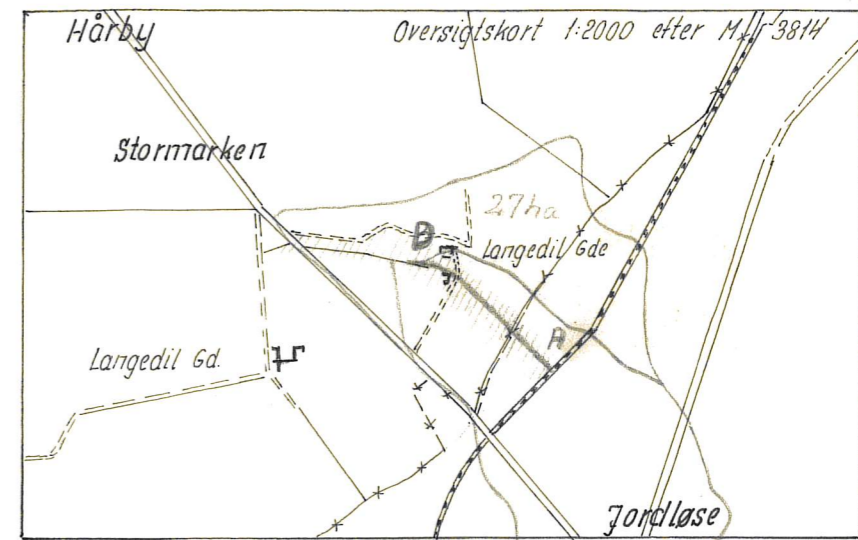 Hårby
Oversigtskort 1:2000 efter M 3814
Stormarken
27ha
B
Langedil Gde
A
Langedil Gd.
Jordløse